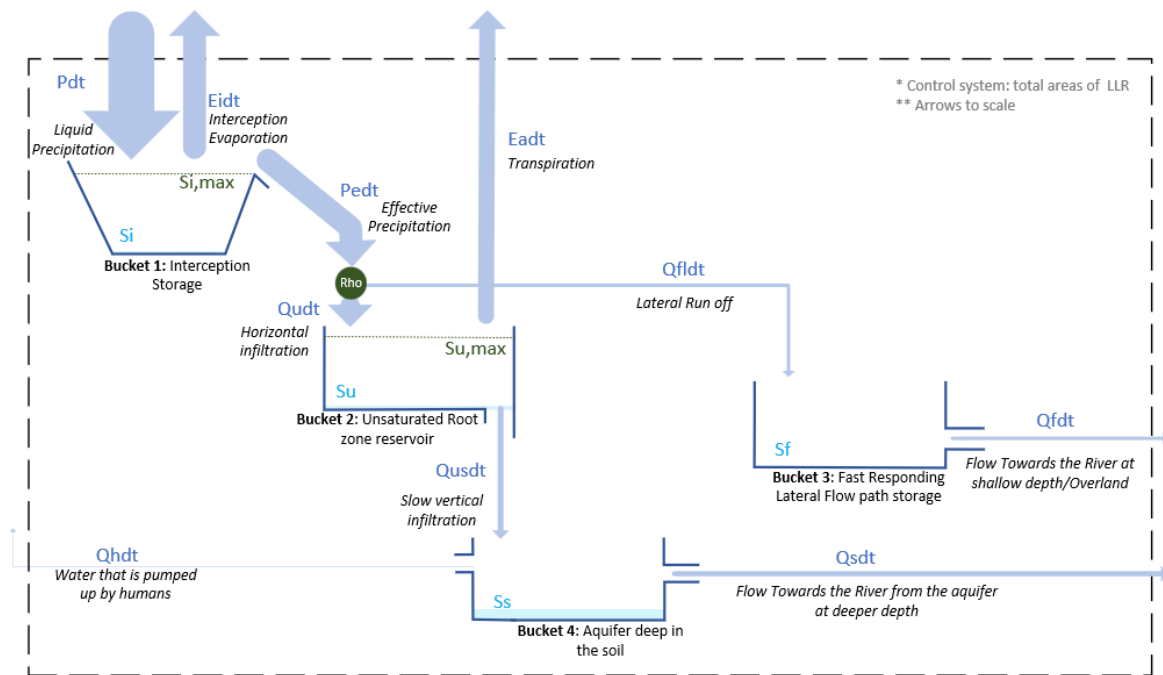 Pdt
Liquid
Precipitation
Eidt
Interception
Evaporation
* Control system: total areas of LLR
** Arrows to scale
Eadt
Transpiration
Si,max
Si
Bucket 1: Interception
Storage
Pedt
Effective
Precipitation
Rho
Qfldt
Lateral Run off
Qudt
Horizontal
infiltration
Su,max
Su
Bucket 2: Unsaturated Root
zone reservoir
Sf
Bucket 3: Fast Responding
Lateral Flow path storage
Qfdt
Flow Towards the River at
shallow depth/Overland
Qusdt
Slow vertical
infiltration
Qhdt
Water that is pumped
up by humans
Ss
Bucket 4: Aquifer deep in
the soil
Qsdt
Flow Towards the River from the aquifer
at deeper depth